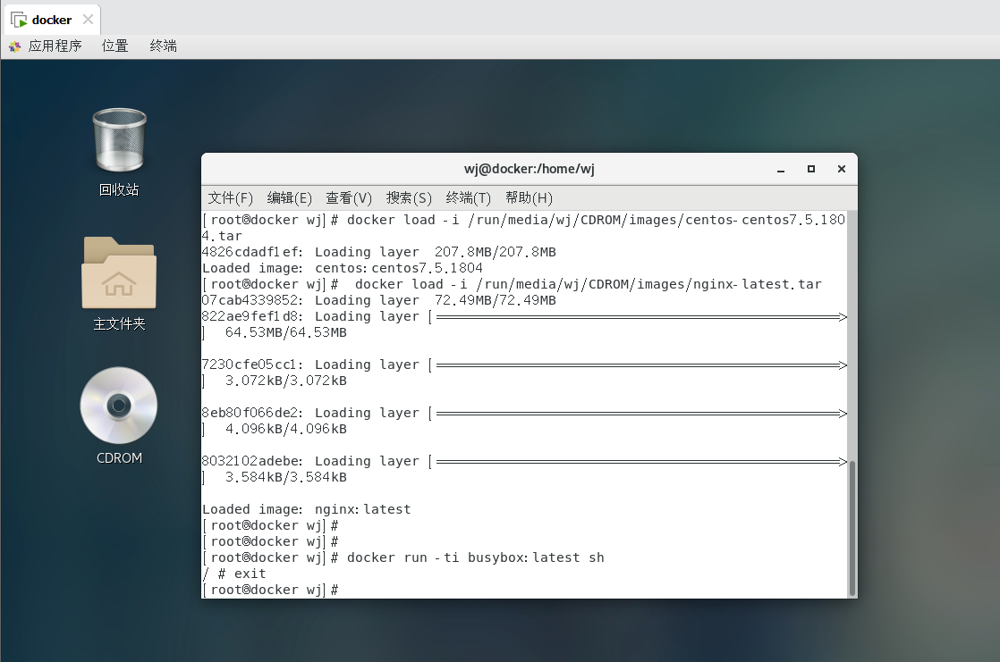 docker
应用程序 位置 终端
回收站
主文件夹
CDROM
wj@docker:/home/wj
文件(F) 编辑(E) 查看(V) 搜索(S) 终端(T) 帮助(H)
[root@docker wj]# docker load -i /run/media/wj/CDROM/images/centos-centos7.5.180
4.tar
4826cdadf1ef: Loading layer  207.8MB/207.8MB
Loaded image: centos:centos7.5.1804
[root@docker wj]#  docker load -i /run/media/wj/CDROM/images/nginx-latest.tar
07cab4339852: Loading layer  72.49MB/72.49MB
822ae9fef1d8: Loading layer [==================================================>
]  64.53MB/64.53MB
7230cfe05cc1: Loading layer [==================================================>
]  3.072kB/3.072kB
8eb80f066de2: Loading layer [==================================================>
]  4.096kB/4.096kB
8032102adebe: Loading layer [==================================================>
]  3.584kB/3.584kB
Loaded image: nginx:latest
[root@docker wj]#
[root@docker wj]#
[root@docker wj]# docker run -ti busybox:latest sh
/ # exit
[root@docker wj]#